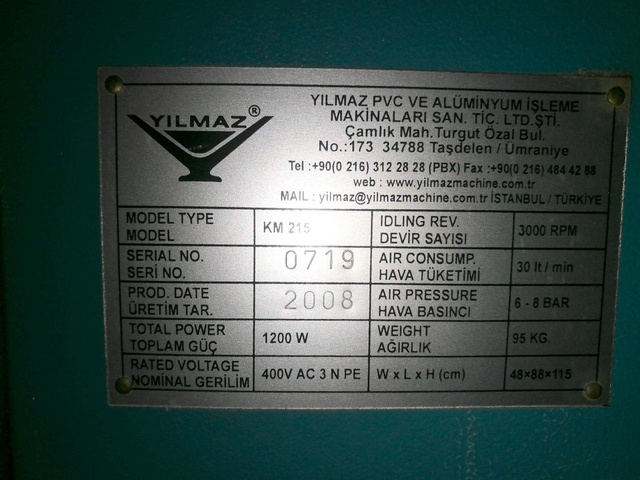 YILMAZ®
YILMAZ PVC VE ALÜMİNYUM İŞLEME
MAKİNALARI SAN. TİC. LTD.ŞTİ.
Çamlık Mah.Turgut Özal Bul.
No.:173 34788 Taşdelen / Ümraniye
Tel :+90(0 216) 312 28 28 (PBX) Fax :+90(0 216) 484 42 88
web : www.yilmazmachine.com.tr
MAIL : yilmaz@yilmazmachine.com.tr İSTANBUL / TÜRKİYE
MODEL TYPE
MODEL
KM 215
IDLING REV.
DEVİR SAYISI
3000 RPM
SERIAL NO.
SERİ NO.
0719
AIR CONSUMP.
HAVA TÜKETİMİ
30 lt / min
PROD. DATE
ÜRETİM TAR.
2008
AIR PRESSURE
HAVA BASINCI
6 - 8 BAR
TOTAL POWER
TOPLAM GÜÇ
1200 W
WEIGHT
AĞIRLIK
95 KG.
RATED VOLTAGE
NOMİNAL GERİLİM
400V AC 3 N PE
W x L x H (cm)
48×88×115